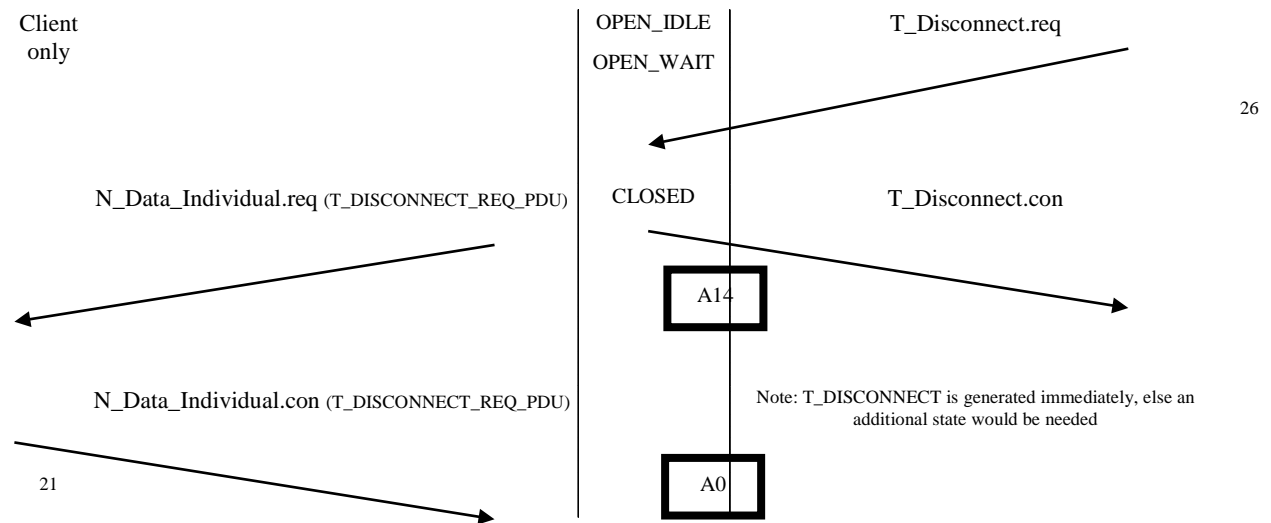 Client
only
OPEN_IDLE
OPEN_WAIT
T_Disconnect.req
26
N_Data_Individual.req (T_DISCONNECT_REQ_PDU)
CLOSED
T_Disconnect.con
A14
N_Data_Individual.con (T_DISCONNECT_REQ_PDU)
Note: T_DISCONNECT is generated immediately, else an
additional state would be needed
21
A0